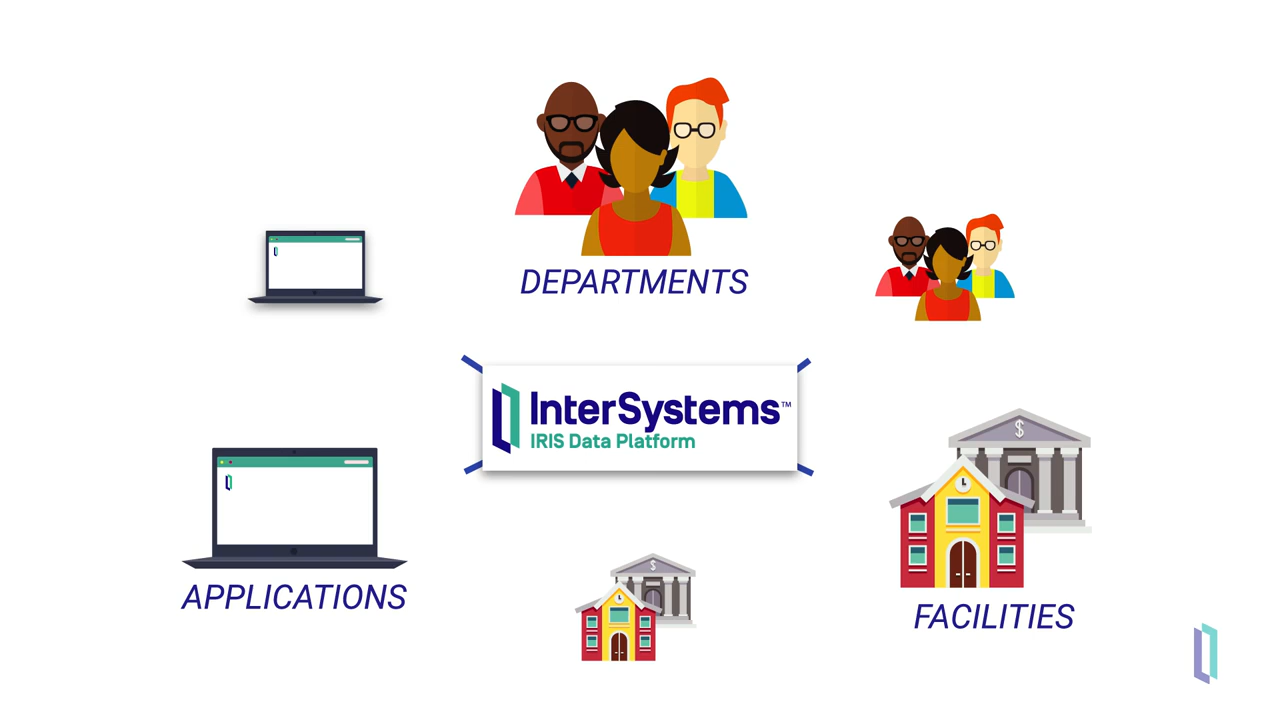 DEPARTMENTS
InterSystems™
IRIS Data Platform
$
APPLICATIONS
$
FACILITIES